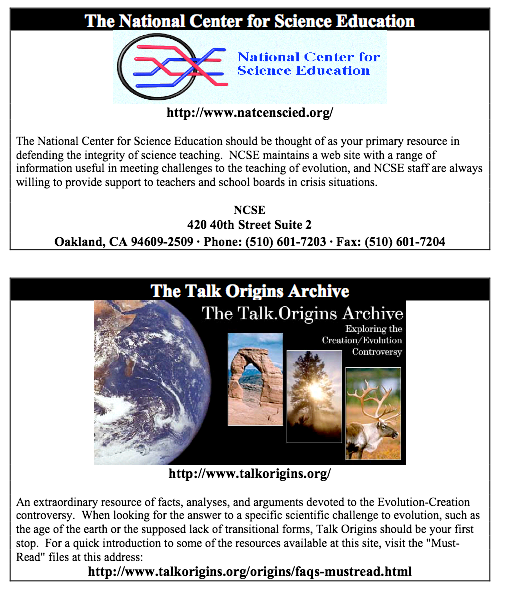 The National Center for Science Education
National Center for
Science Education
http://www.natcenscied.org/
The National Center for Science Education should be thought of as your primary resource in
defending the integrity of science teaching.  NCSE maintains a web site with a range of
information useful in meeting challenges to the teaching of evolution, and NCSE staff are always
willing to provide support to teachers and school boards in crisis situations.
NCSE
420 40th Street Suite 2
Oakland, CA 94609-2509 · Phone: (510) 601-7203 · Fax: (510) 601-7204
The Talk Origins Archive
The Talk.Origins Archive
Exploring the
Creation/Evolution
Controversy
http://www.talkorigins.org/
An extraordinary resource of facts, analyses, and arguments devoted to the Evolution-Creation
controversy.  When looking for the answer to a specific scientific challenge to evolution, such as
the age of the earth or the supposed lack of transitional forms, Talk Origins should be your first
stop.  For a quick introduction to some of the resources available at this site, visit the "Must-
Read" files at this address:
http://www.talkorigins.org/origins/faqs-mustread.html